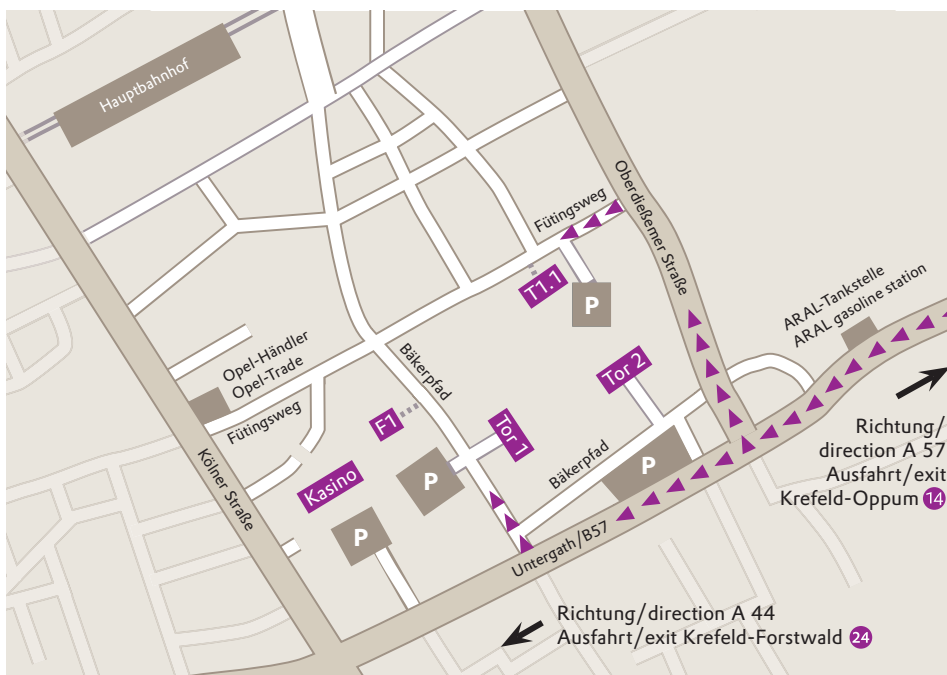 Hauptbahnhof
Fütingsweg
Oberdießemer Straße
T1.1
P
ARAL-Tankstelle
ARAL gasoline station
Opel-Händler
Opel-Trade
Fütingsweg
Bäkerpfad
Tor 2
F1
Tor 1
Kölner Straße
Kasino
P
Bäkerpfad
P
P
Untergath/B57
Richtung/
direction A 57
Ausfahrt/exit
Krefeld-Oppum 14
Richtung/direction A 44
Ausfahrt/exit Krefeld-Forstwald 24